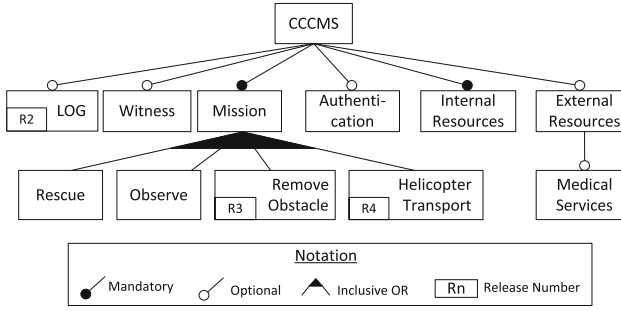 CCCMS
LOG
R2
Witness
Mission
Authenti-
cation
Internal
Resources
External
Resources
Rescue
Observe
Remove
Obstacle
R3
Helicopter
Transport
R4
Medical
Services
Notation
Mandatory
Optional
Inclusive OR
Rn
Release Number